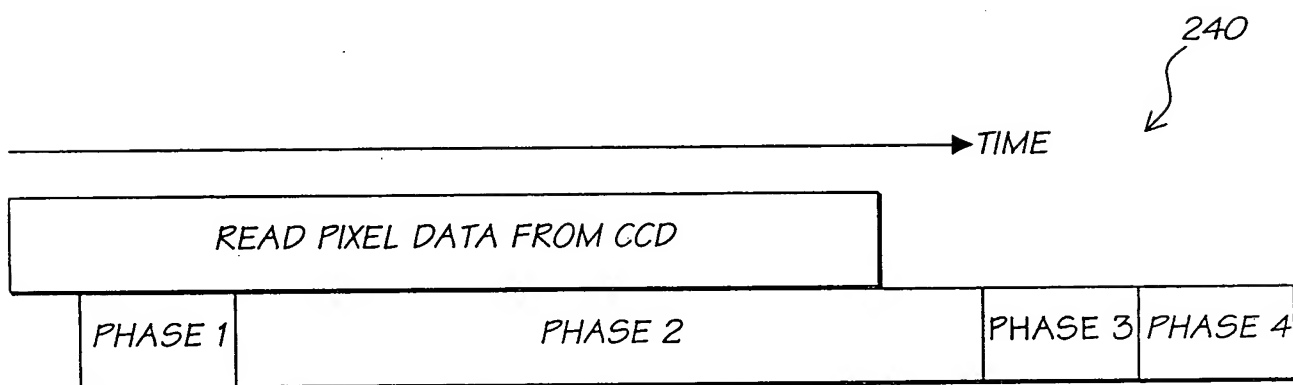 240
TIME
READ PIXEL DATA FROM CCD
PHASE 1 PHASE 2 PHASE 3 PHASE 4